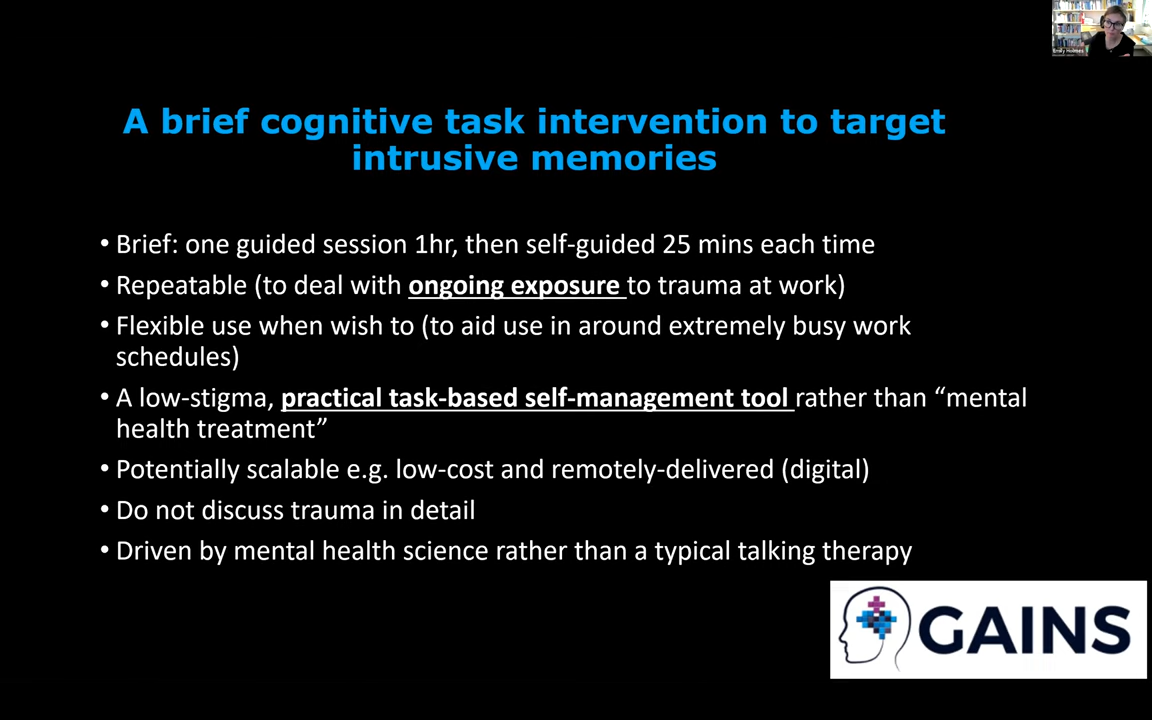 Emily Holmes
A brief cognitive task intervention to target
intrusive memories
• Brief: one guided session 1hr, then self-guided 25 mins each time
• Repeatable (to deal with ongoing exposure to trauma at work)
• Flexible use when wish to (to aid use in around extremely busy work
schedules)
• A low-stigma, practical task-based self-management tool rather than “mental
health treatment”
• Potentially scalable e.g. low-cost and remotely-delivered (digital)
• Do not discuss trauma in detail
• Driven by mental health science rather than a typical talking therapy
GAINS